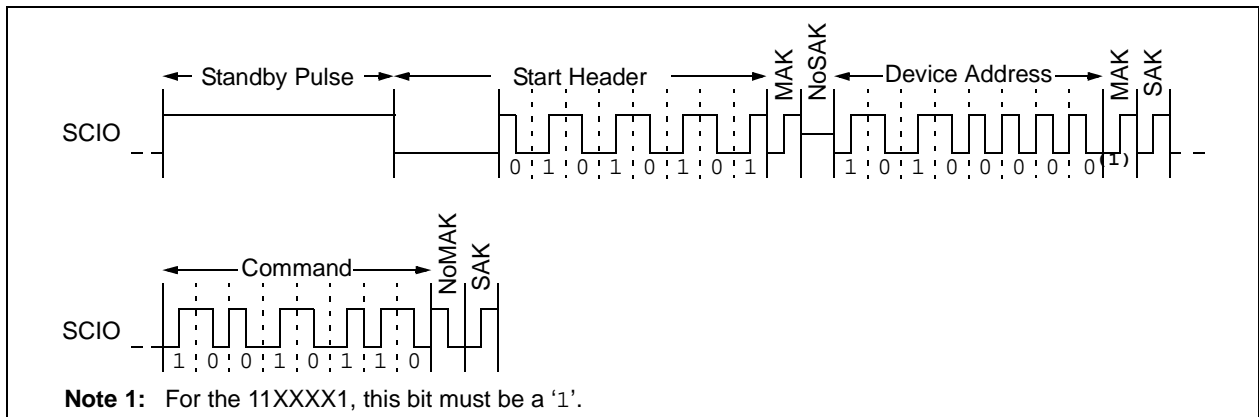 Standby Pulse Start Header MAK NoSAK Device Address MAK SAK
SCIO
0 1 0 1 0 1 0 1 1 0 1 0 0 0 0 0(1)
Command NoMAK SAK
SCIO
1 0 0 1 0 1 1 0
Note 1: For the 11XXXX1, this bit must be a ‘1’.